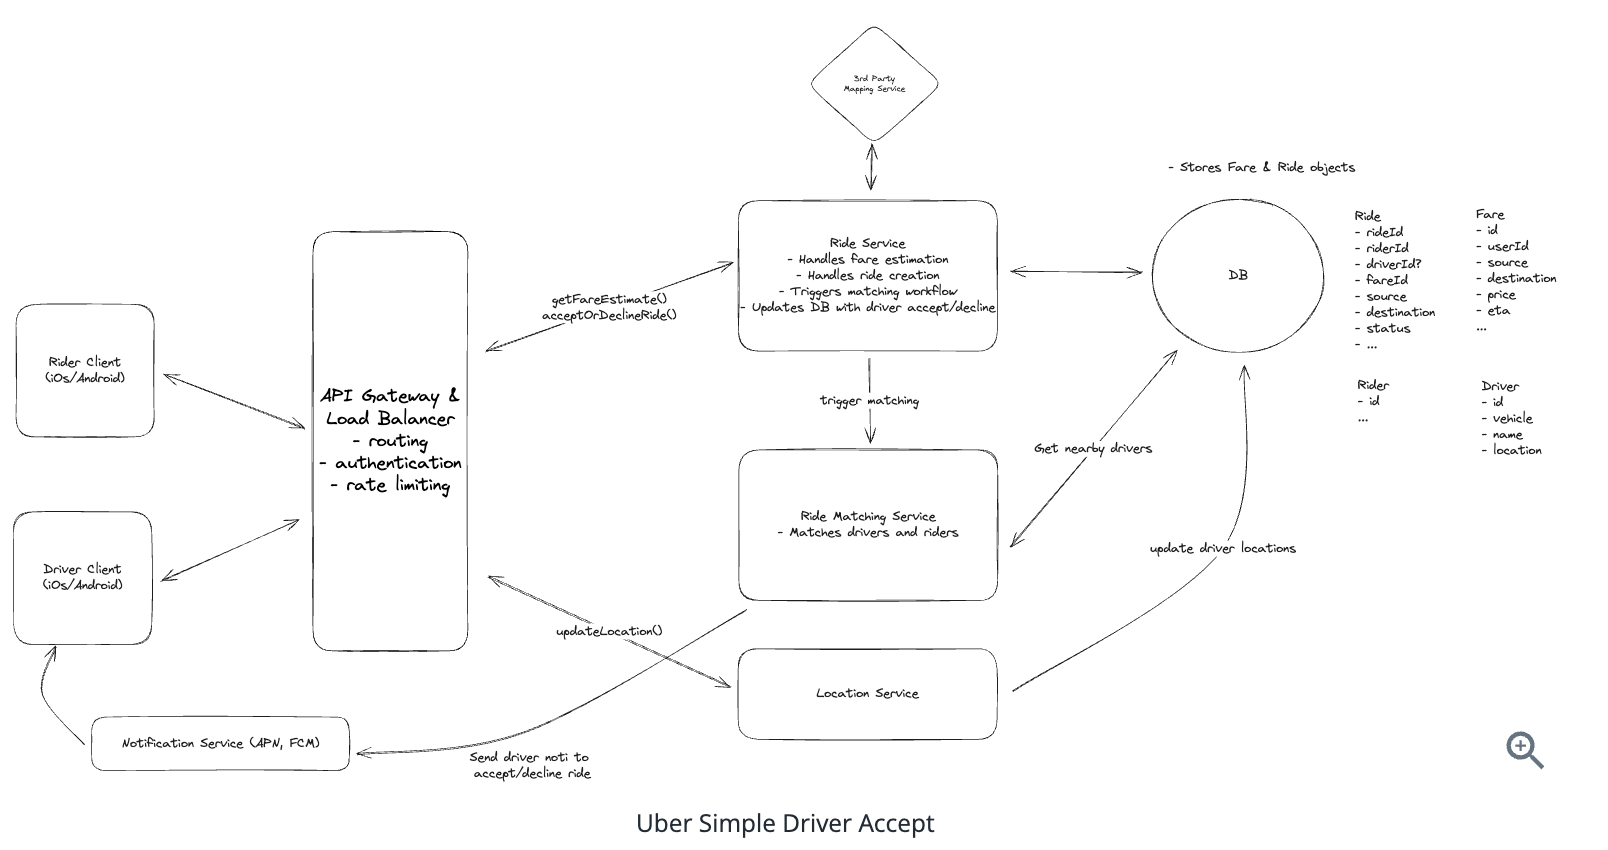 3rd Party
Mapping Service
- Stores Fare & Ride objects
Ride Service
- Handles fare estimation
- Handles ride creation
- Triggers matching workflow
- Updates DB with driver accept/decline
DB
Ride
- rideId
- riderId
- driverId?
- fareId
- source
- destination
- status
- ...
Fare
- id
- userId
- source
- destination
- price
- eta
...
getFareEstimate()
acceptOrDeclineRide()
Rider Client
(iOs/Android)
API Gateway &
Load Balancer
- routing
- authentication
- rate limiting
trigger matching
Rider
- id
...
Driver
- id
- vehicle
- name
- location
Get nearby drivers
Ride Matching Service
- Matches drivers and riders
update driver locations
Driver Client
(iOs/Android)
updateLocation()
Location Service
Notification Service (APN, FCM)
Send driver noti to
accept/decline ride
Uber Simple Driver Accept